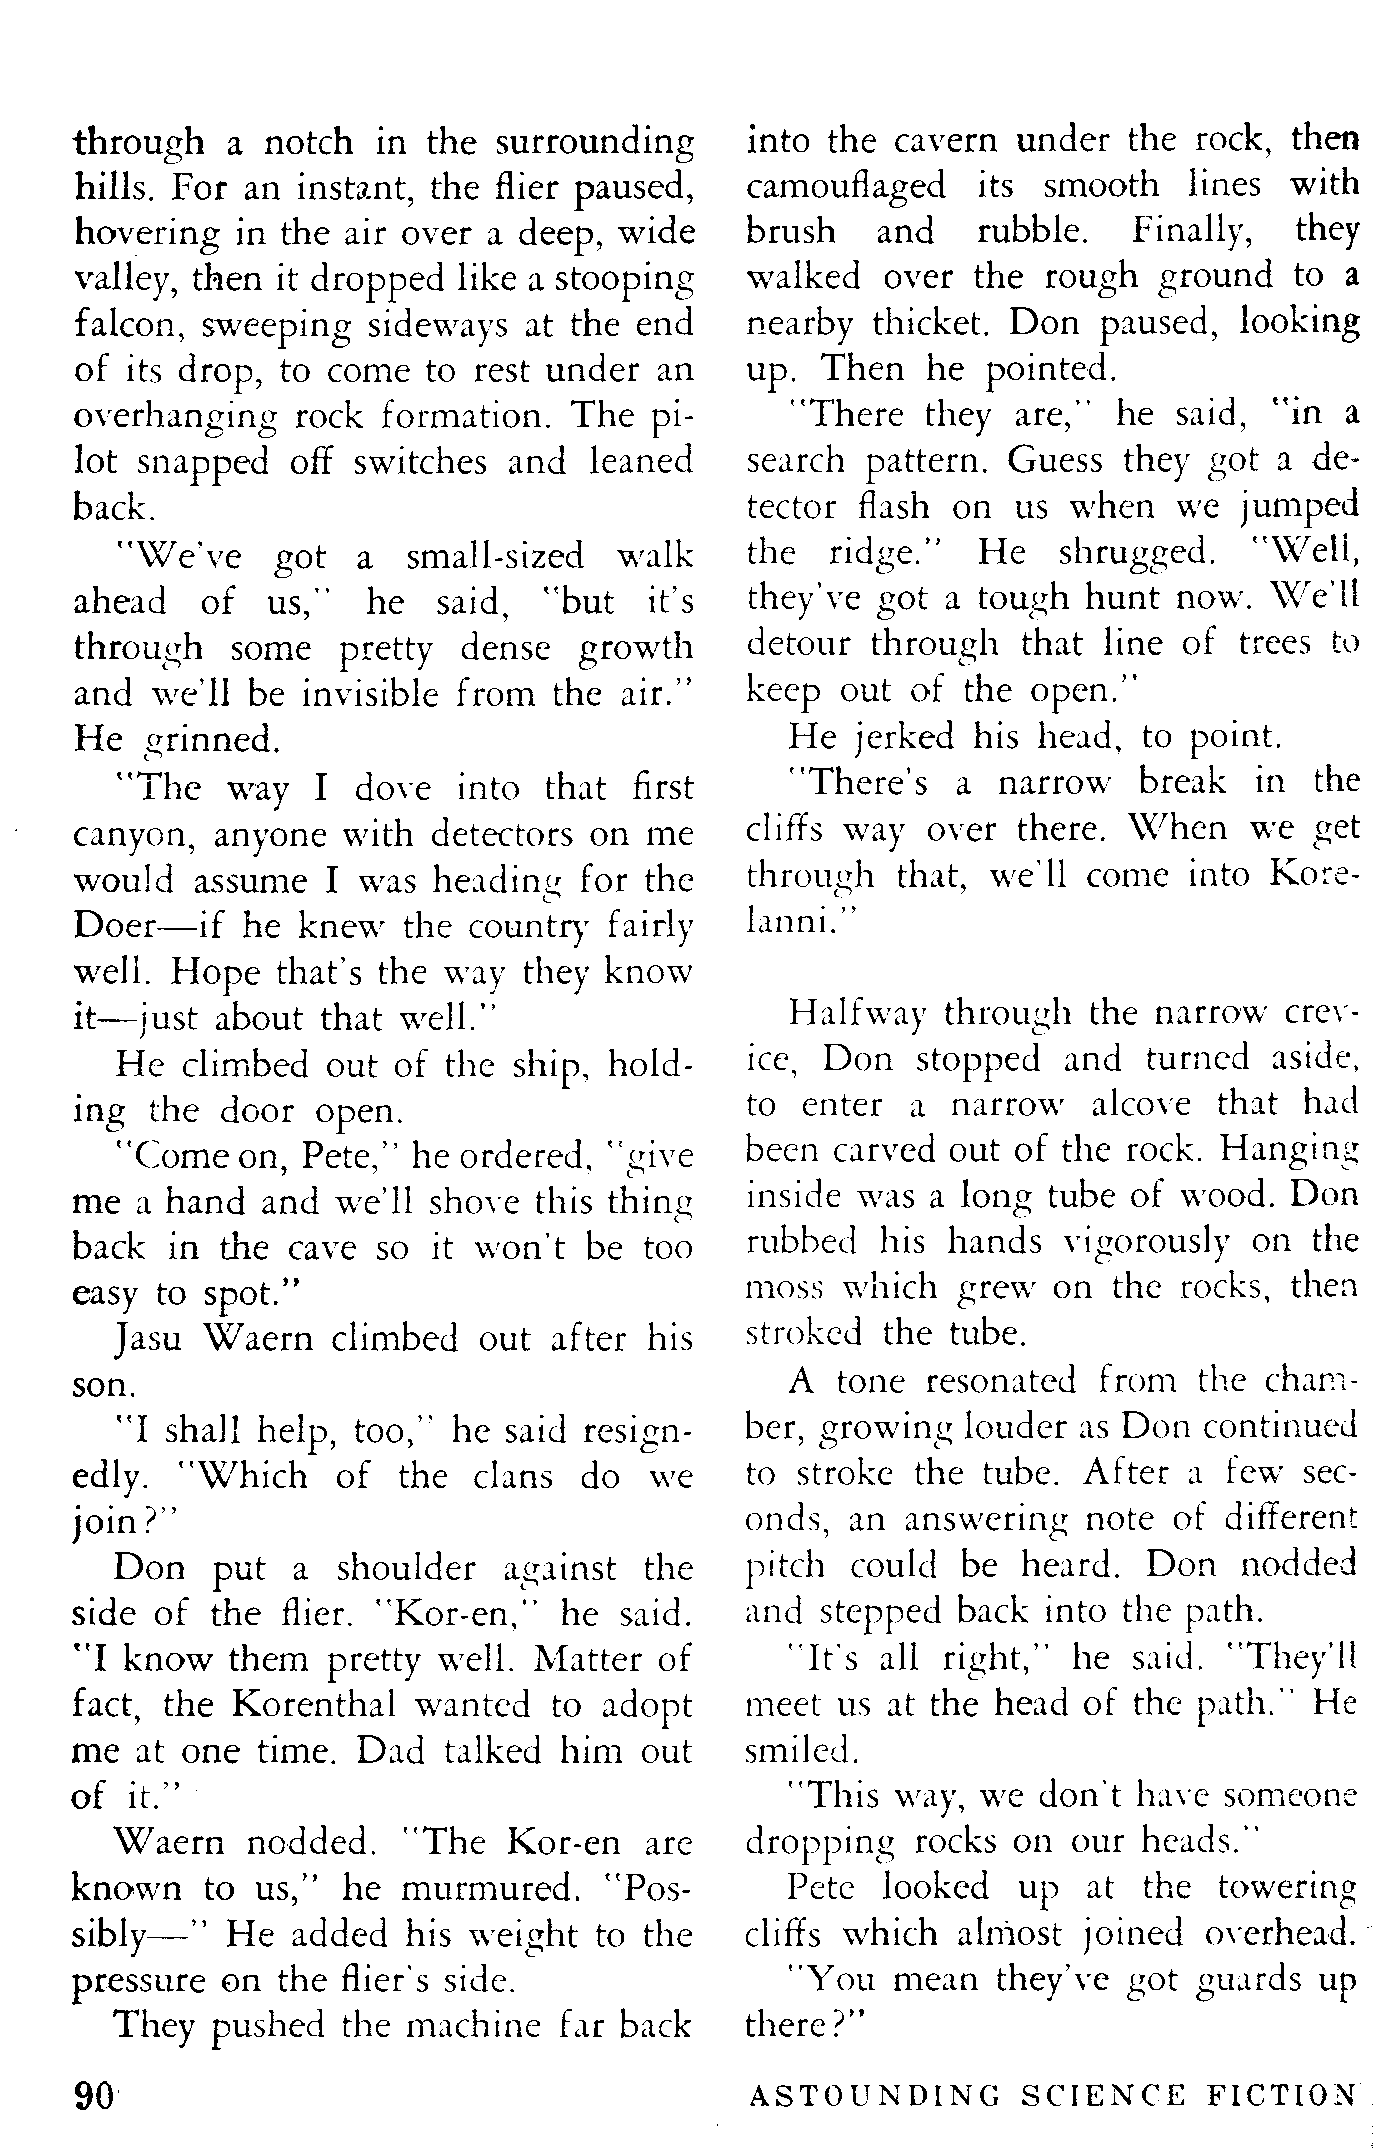 through a notch in the surrounding
hills. For an instant, the flier paused,
hovering in the air over a deep, wide
valley, then it dropped like a stooping
falcon, sweeping sideways at the end
of its drop, to come to rest under an
overhanging rock formation. The pi-
lot snapped off switches and leaned
back.
"We've got a small-sized walk
ahead of us," he said, "but it's
through some pretty dense growth
and we'll be invisible from the air."
He grinned.
"The way I dove into that first
canyon, anyone with detectors on me
would assume I was heading for the
Doer—if he knew the country fairly
well. Hope that's the way they know
it—just about that well."
He climbed out of the ship, hold-
ing the door open.
"Come on, Pete," he ordered, "give
me a hand and we'll shove this thing
back in the cave so it won't be too
easy to spot."
Jasu Waern climbed out after his
son.
"I shall help, too," he said resign-
edly. "Which of the clans do we
join?"
Don put a shoulder against the
side of the flier. "Kor-en," he said.
"I know them pretty well. Matter of
fact, the Korenthal wanted to adopt
me at one time. Dad talked him out
of it."
Waern nodded. "The Kor-en are
known to us," he murmured. "Pos-
sibly—" He added his weight to the
pressure on the flier's side.
They pushed the machine far back
into the cavern under the rock, then
camouflaged its smooth lines with
brush and rubble. Finally, they
walked over the rough ground to a
nearby thicket. Don paused, looking
up. Then he pointed.
"There they are," he said, "in a
search pattern. Guess they got a de-
tector flash on us when we jumped
the ridge." He shrugged. "Well,
they've got a tough hunt now. We'll
detour through that line of trees to
keep out of the open."
He jerked his head, to point.
"There's a narrow break in the
cliffs way over there. When we get
through that, we'll come into Kore-
lanni."
Halfway through the narrow crev-
ice, Don stopped and turned aside,
to enter a narrow alcove that had
been carved out of the rock. Hanging
inside was a long tube of wood. Don
rubbed his hands vigorously on the
moss which grew on the rocks, then
stroked the tube.
A tone resonated from the cham-
ber, growing louder as Don continued
to stroke the tube. After a few sec-
onds, an answering note of different
pitch could be heard. Don nodded
and stepped back into the path.
"It's all right," he said. "They'll
meet us at the head of the path." He
smiled.
"This way, we don't have someone
dropping rocks on our heads."
Pete looked up at the towering
cliffs which almost joined overhead.
"You mean they've got guards up
there?"
90
ASTOUNDING SCIENCE FICTION